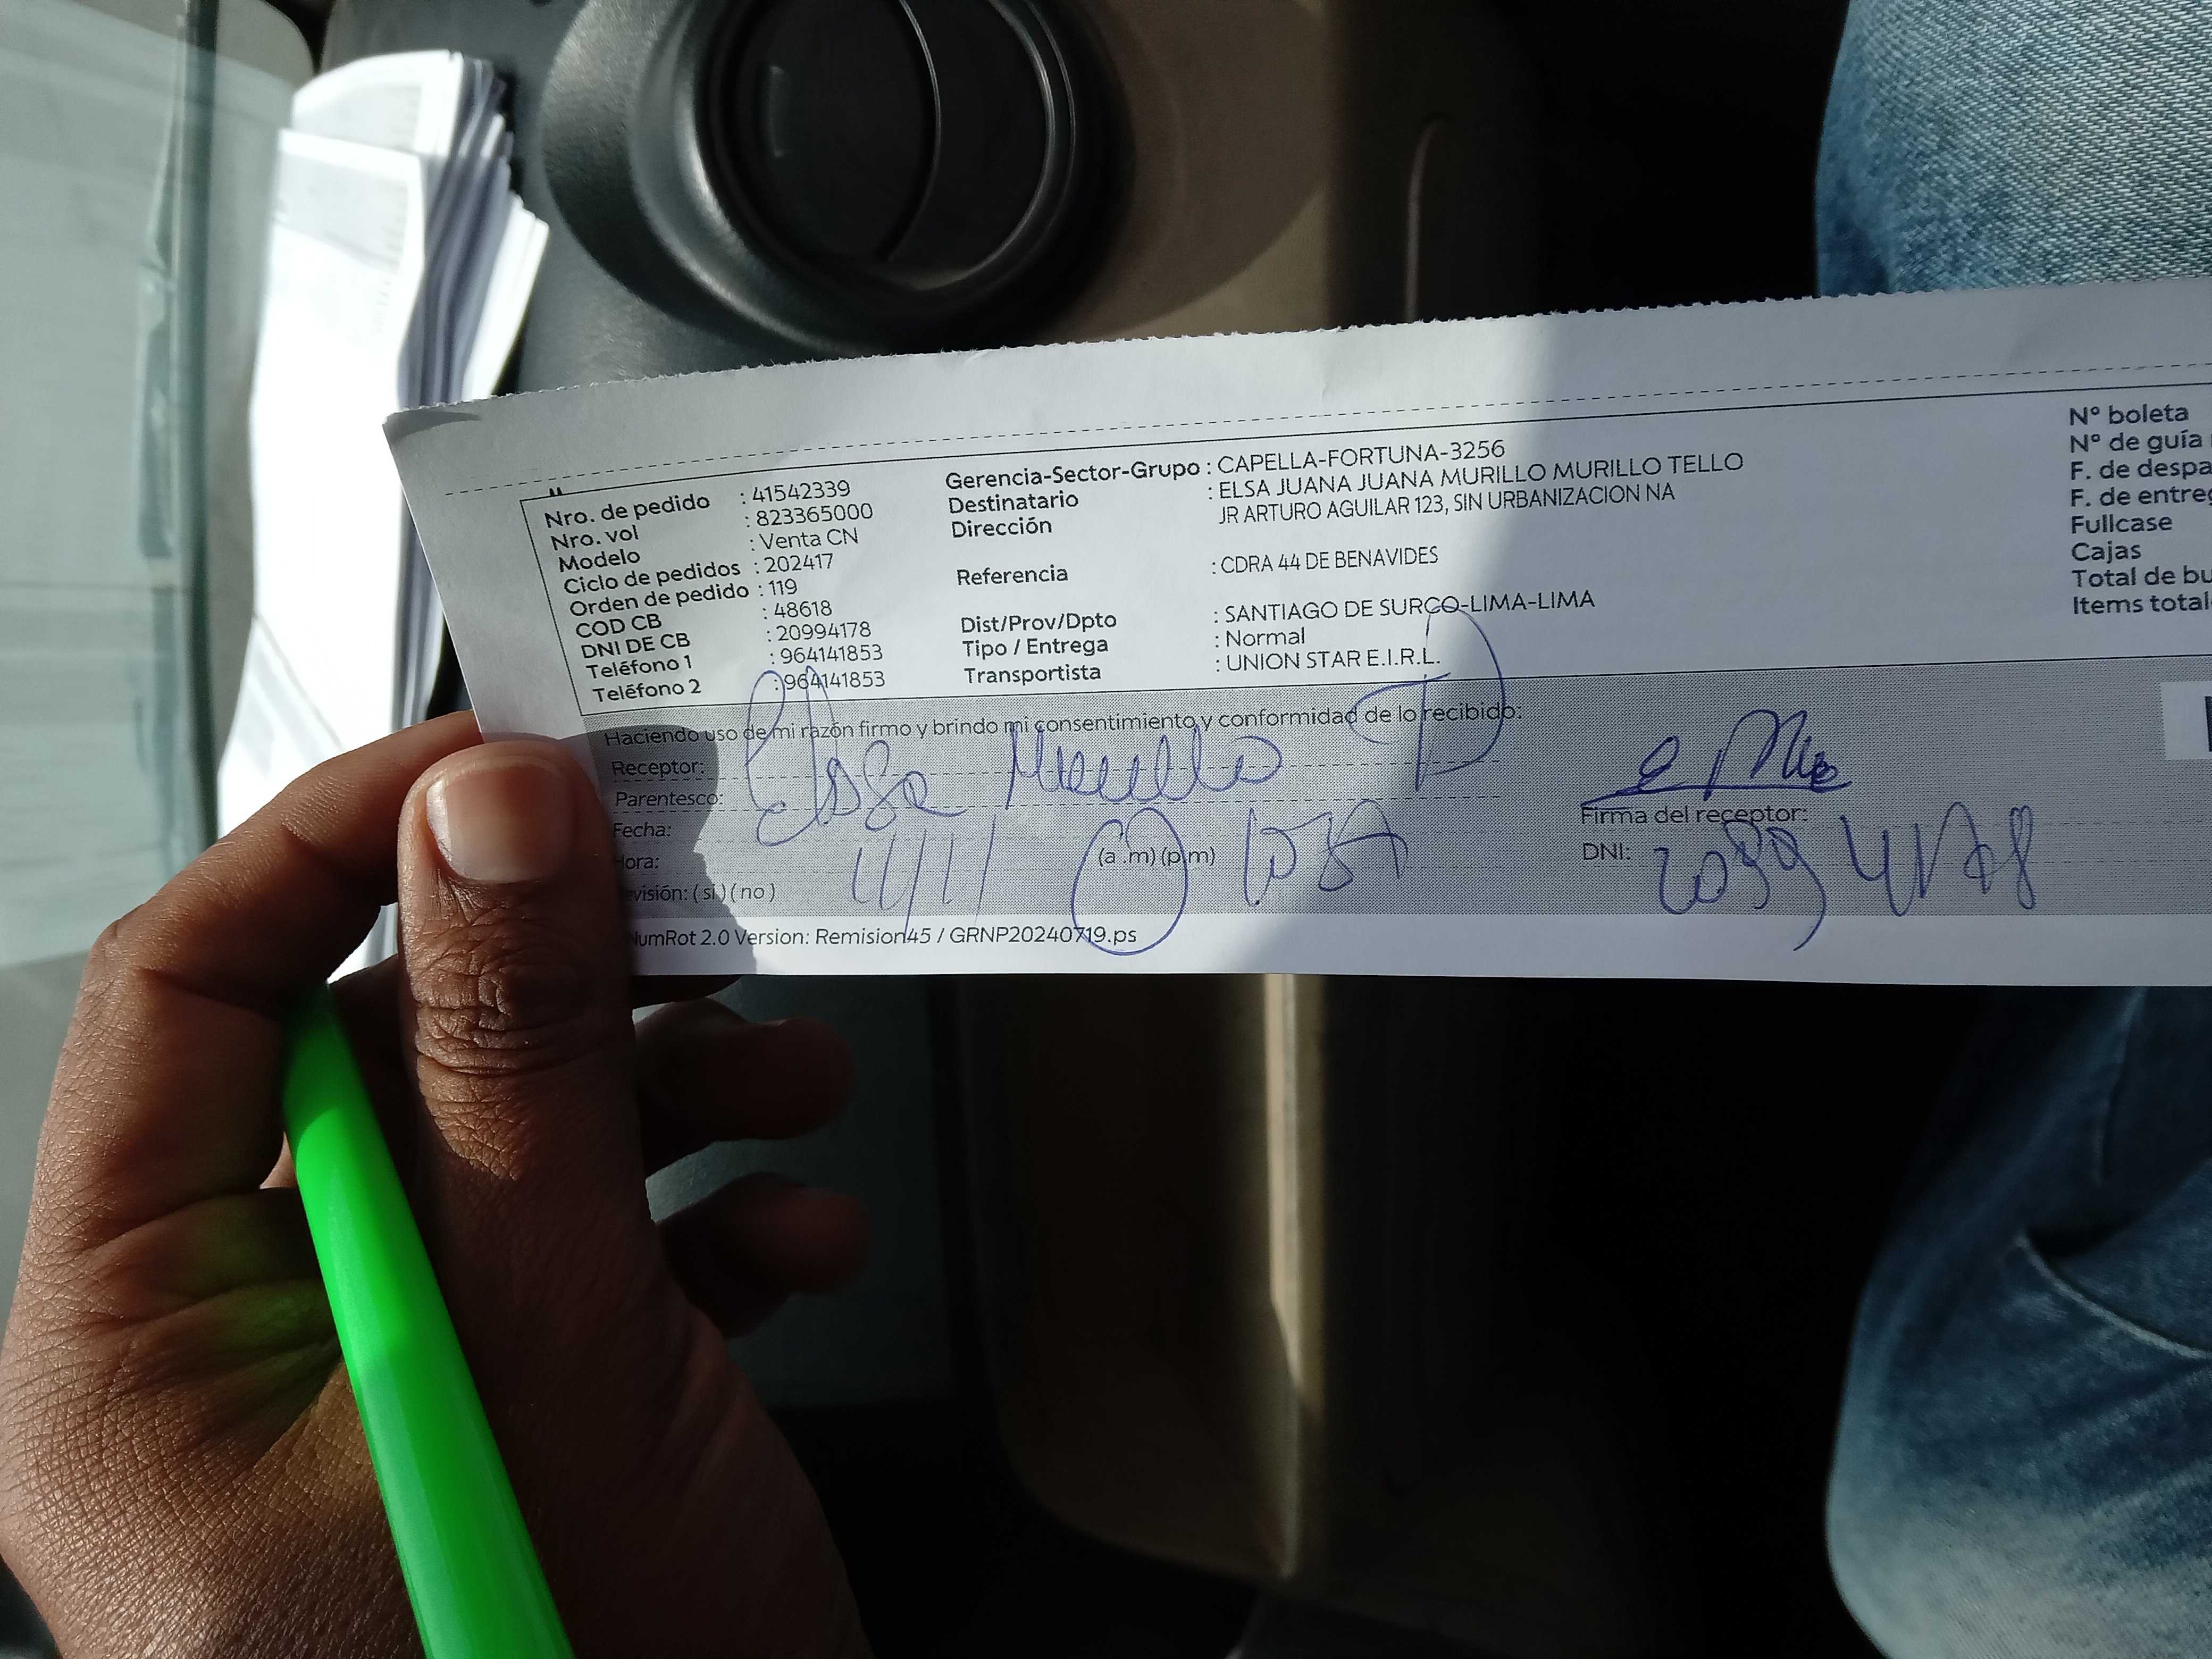 Nro. de pedido : 41542339
Nro. vol : 823365000
Modelo : Venta CN
Ciclo de pedidos : 202417
Orden de pedido : 119
COD CB : 48618
DNI DE CB : 20994178
Teléfono 1 : 964141853
Teléfono 2 : 964141853
Gerencia-Sector-Grupo : CAPELLA-FORTUNA-3256
Destinatario : ELSA JUANA JUANA MURILLO MURILLO TELLO
Dirección JR ARTURO AGUILAR 123, SIN URBANIZACION NA
Referencia : CDRA 44 DE BENAVIDES
Dist/Prov/Dpto : SANTIAGO DE SURCO-LIMA-LIMA
Tipo / Entrega : Normal
Transportista : UNION STAR E.I.R.L.
N° boleta
N° de guía
F. de despa
F. de entreg
Fullcase
Cajas
Total de bu
Items total
Haciendo uso de mi razón firmo y brindo mi consentimiento y conformidad de lo recibido:
Receptor: Elsa Murillo
Parentesco:
Fecha:
Hora: (a .m) (p.m)
evisión: ( si ) ( no )
Firma del receptor:
DNI:
NumRot 2.0 Version: Remision45 / GRNP20240719.ps